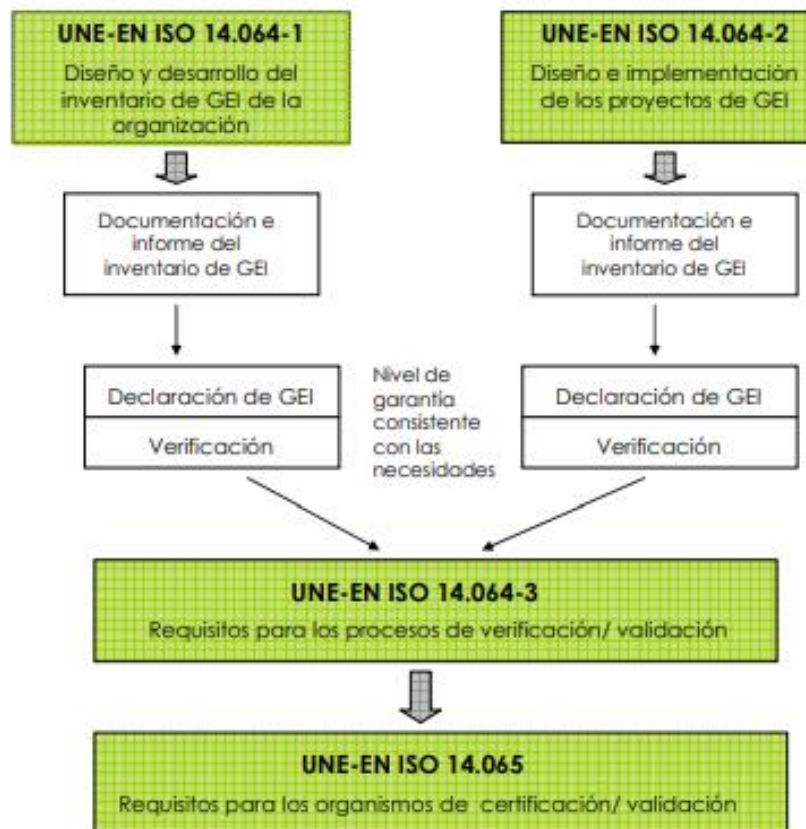 UNE-EN ISO 14.064-1
Diseño y desarrollo del
inventario de GEI de la
organización
UNE-EN ISO 14.064-2
Diseño e implementación
de los proyectos de GEI
Documentación e
informe del
inventario de GEI
Documentación e
informe del
inventario de GEI
Declaración de GEI
Verificación
Nivel de
garantía
consistente
con las
necesidades
Declaración de GEI
Verificación
UNE-EN ISO 14.064-3
Requisitos para los procesos de verificación/ validación
UNE-EN ISO 14.065
Requisitos para los organismos de certificación/ validación